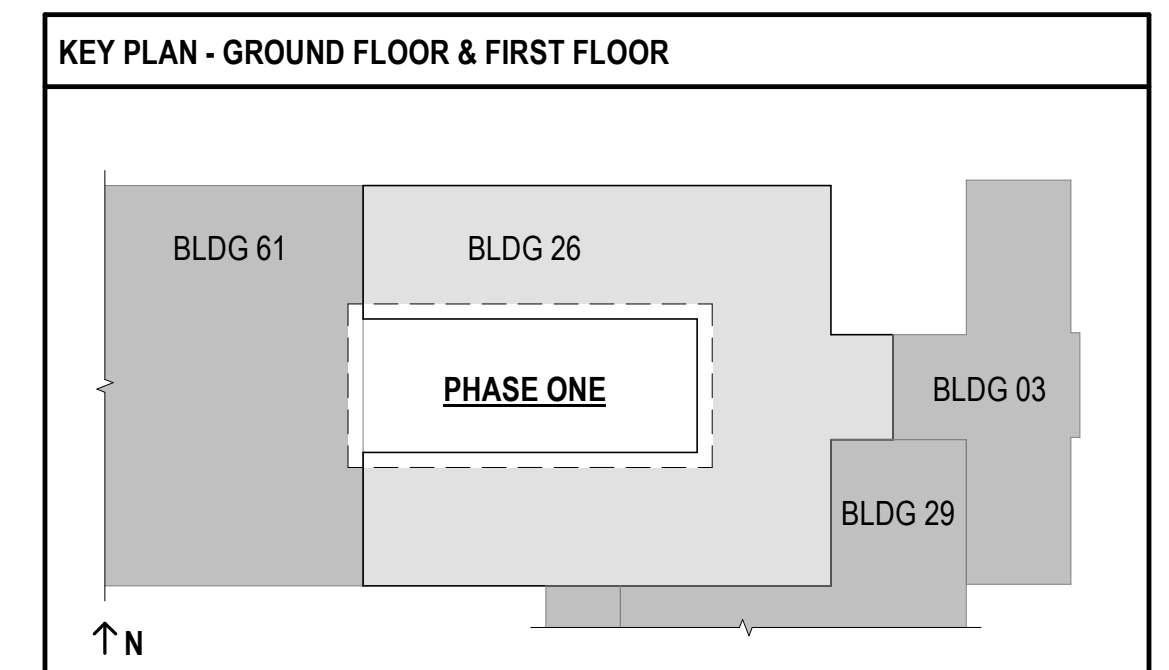 KEY PLAN - GROUND FLOOR & FIRST FLOOR
BLDG 61
BLDG 26
PHASE ONE
BLDG 03
BLDG 29
N